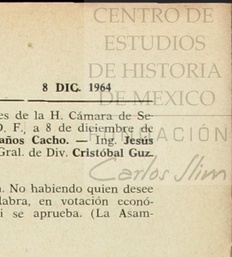 CENTRO DE
ESTUDIOS
DE HISTORIA
DE MEXICO
8 DIC. 1964
FUNDACIÓN
Carlos Slim
es de la H. Cámara de Se-
D. F., a 8 de diciembre de
años Cacho. — Ing. Jesús
Gral. de Div. Cristóbal Guz-
. No habiendo quien desee
labra, en votación econó-
i se aprueba. (La Asam-